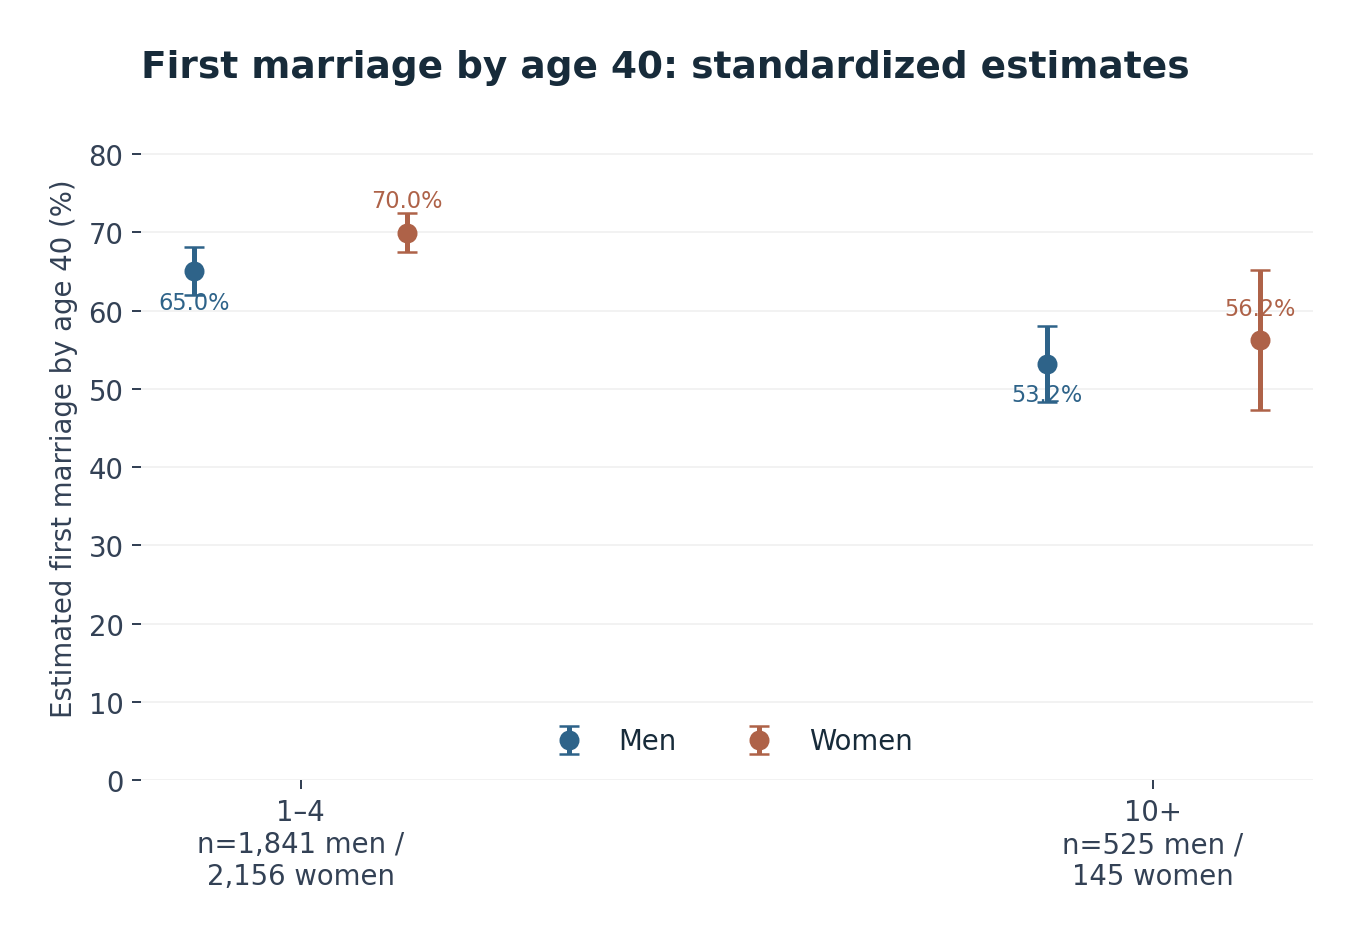 First marriage by age 40: standardized estimates
Estimated first marriage by age 40 (%)
80
70
60
50
40
30
20
10
0
65.0%
70.0%
53.2%
56.2%
Men
Women
1–4
n=1,841 men /
2,156 women
10+
n=525 men /
145 women